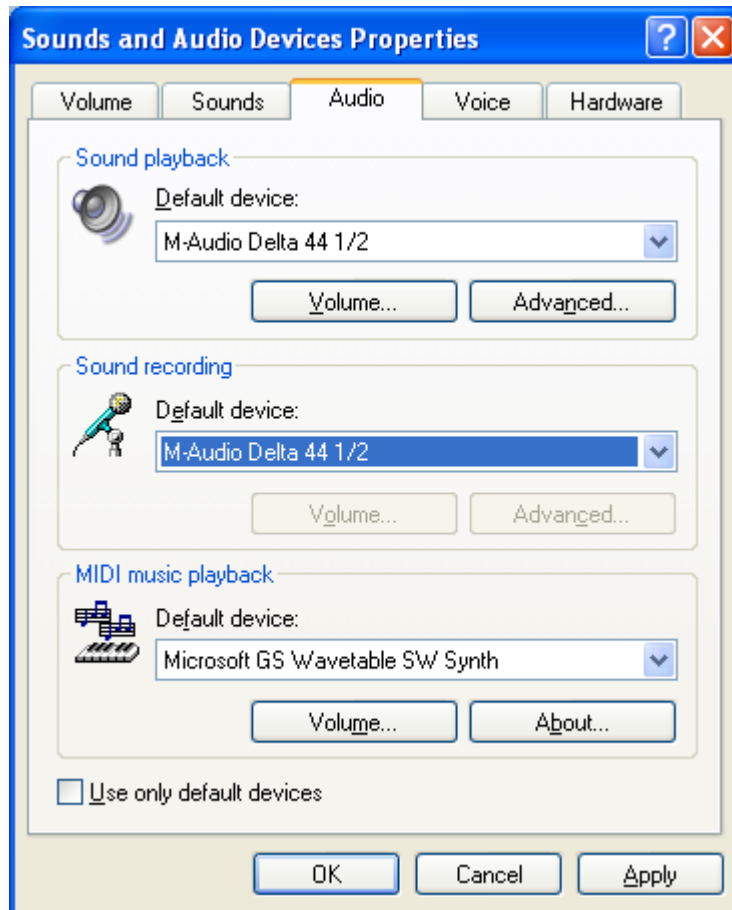 Sounds and Audio Devices Properties
Volume
Sounds
Audio
Voice
Hardware
Sound playback
Default device:
M-Audio Delta 44 1/2
Volume...
Advanced...
Sound recording
Default device:
M-Audio Delta 44 1/2
Volume...
Advanced...
MIDI music playback
Default device:
Microsoft GS Wavetable SW Synth
Volume...
About...
Use only default devices
OK
Cancel
Apply